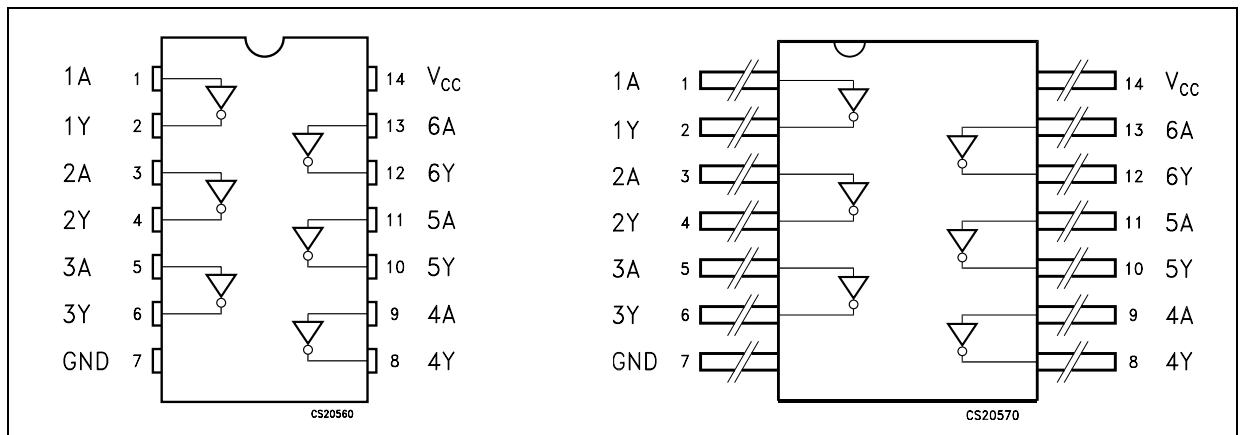 1A 1 14 VCC
1Y 2 13 6A
2A 3 12 6Y
2Y 4 11 5A
3A 5 10 5Y
3Y 6 9 4A
GND 7 8 4Y
CS20560
1A 1 14 VCC
1Y 2 13 6A
2A 3 12 6Y
2Y 4 11 5A
3A 5 10 5Y
3Y 6 9 4A
GND 7 8 4Y
CS20570